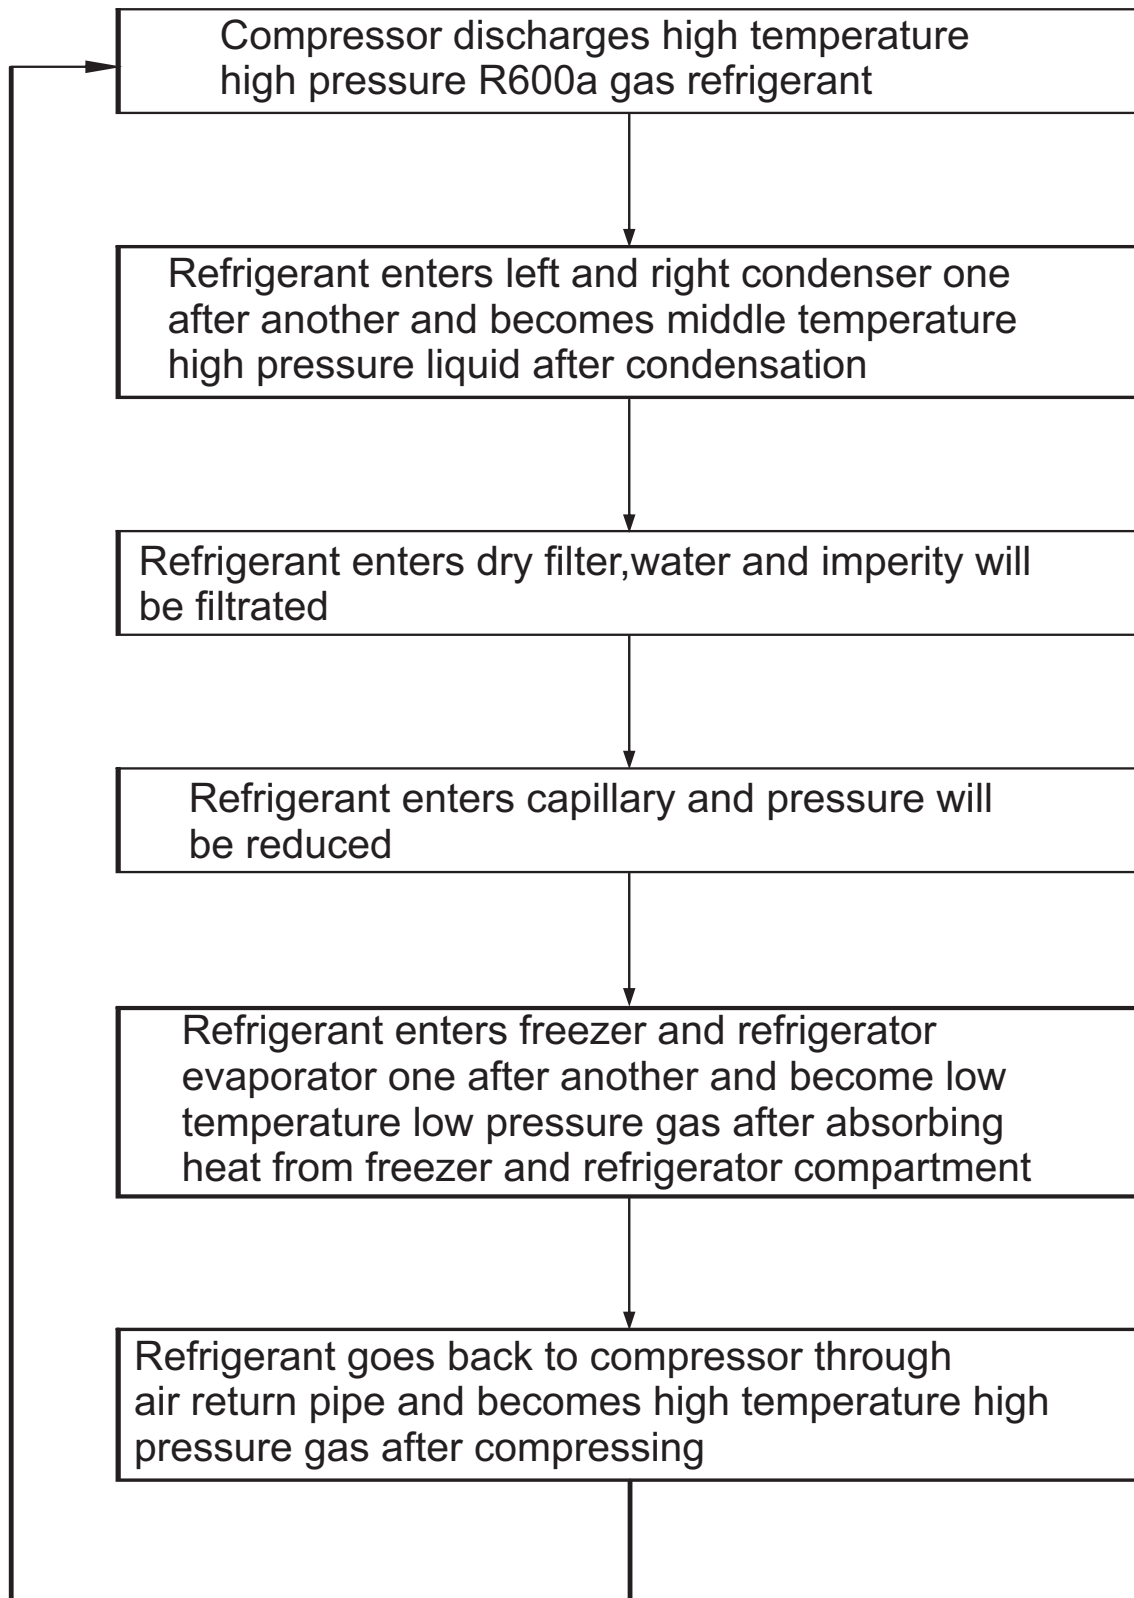 Compressor discharges high temperature
high pressure R600a gas refrigerant
Refrigerant enters left and right condenser one
after another and becomes middle temperature
high pressure liquid after condensation
Refrigerant enters dry filter,water and imperity will
be filtrated
Refrigerant enters capillary and pressure will
be reduced
Refrigerant enters freezer and refrigerator
evaporator one after another and become low
temperature low pressure gas after absorbing
heat from freezer and refrigerator compartment
Refrigerant goes back to compressor through
air return pipe and becomes high temperature high
pressure gas after compressing